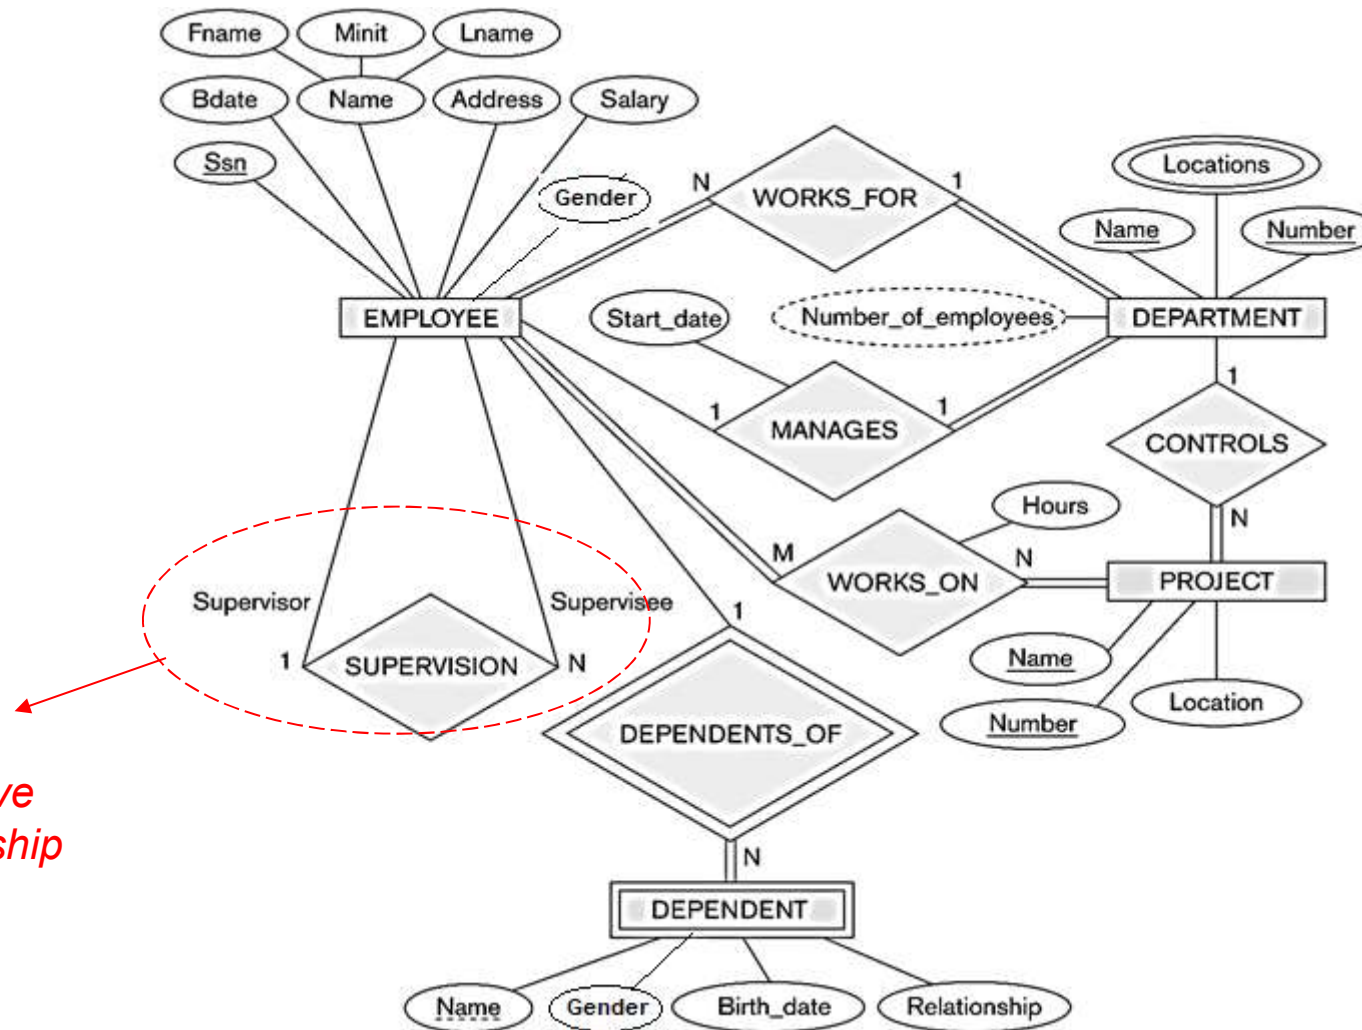 Fname
Minit
Lname
Bdate
Name
Address
Salary
Ssn
Gender
N
WORKS_FOR
1
Locations
Name
Number
EMPLOYEE
Start_date
Number_of_employees
DEPARTMENT
1
MANAGES
1
1
CONTROLS
N
Hours
M
WORKS_ON
N
PROJECT
Supervisor
Supervisee
1
SUPERVISION
N
1
Name
Number
Location
DEPENDENTS_OF
ve
ship
N
DEPENDENT
Name
Gender
Birth_date
Relationship